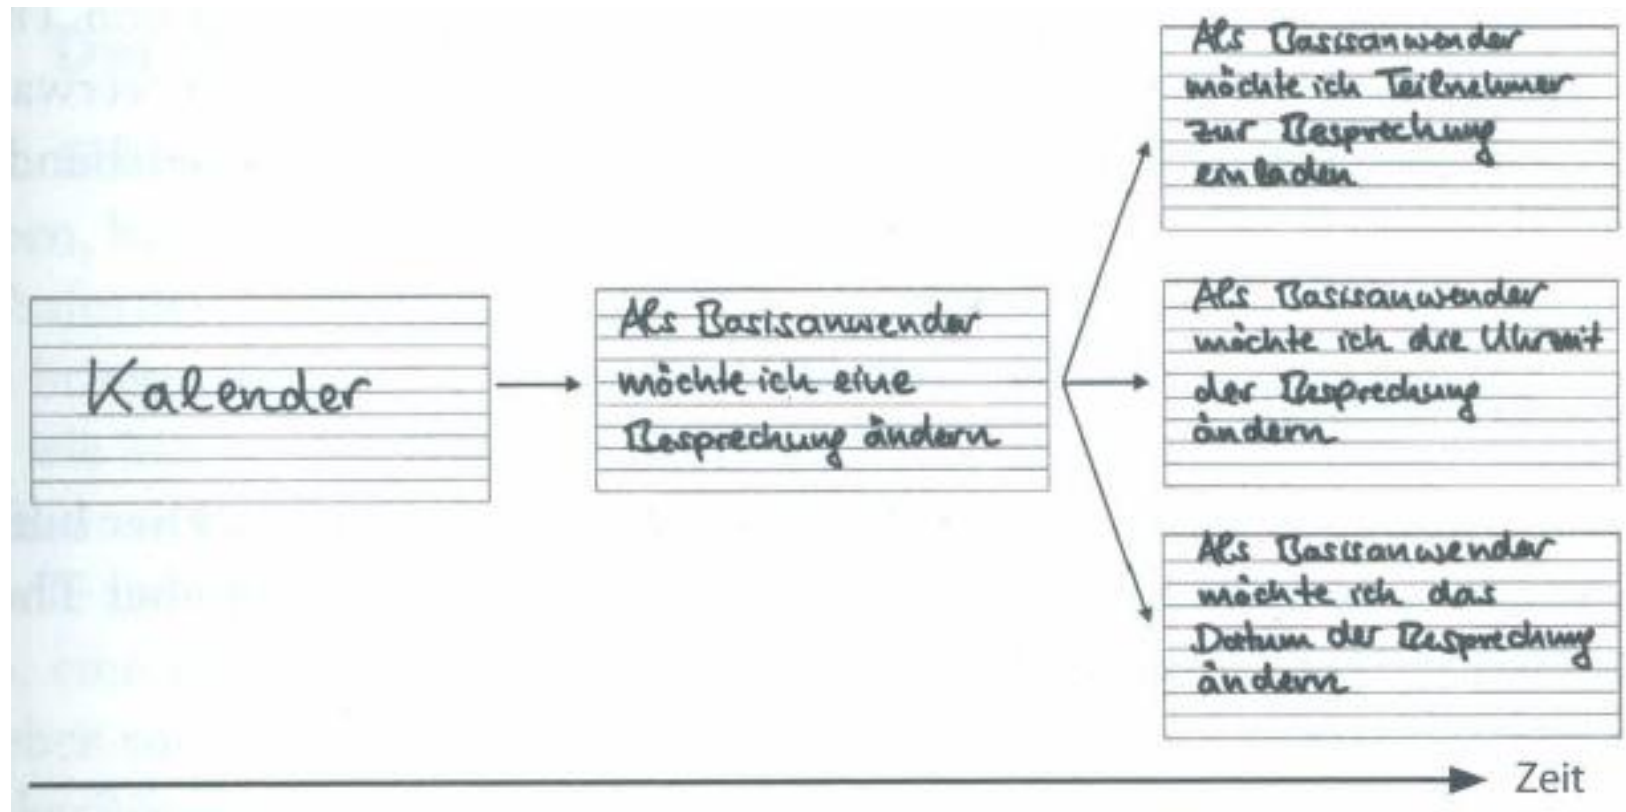 Kalender
Als Basisanwender
möchte ich eine
Besprechung ändern
Als Basisanwender
möchte ich Teilnehmer
zur Besprechung
einladen
Als Basisanwender
möchte ich die Uhrzeit
der Besprechung
ändern
Als Basisanwender
möchte ich das
Datum der Besprechung
ändern
Zeit